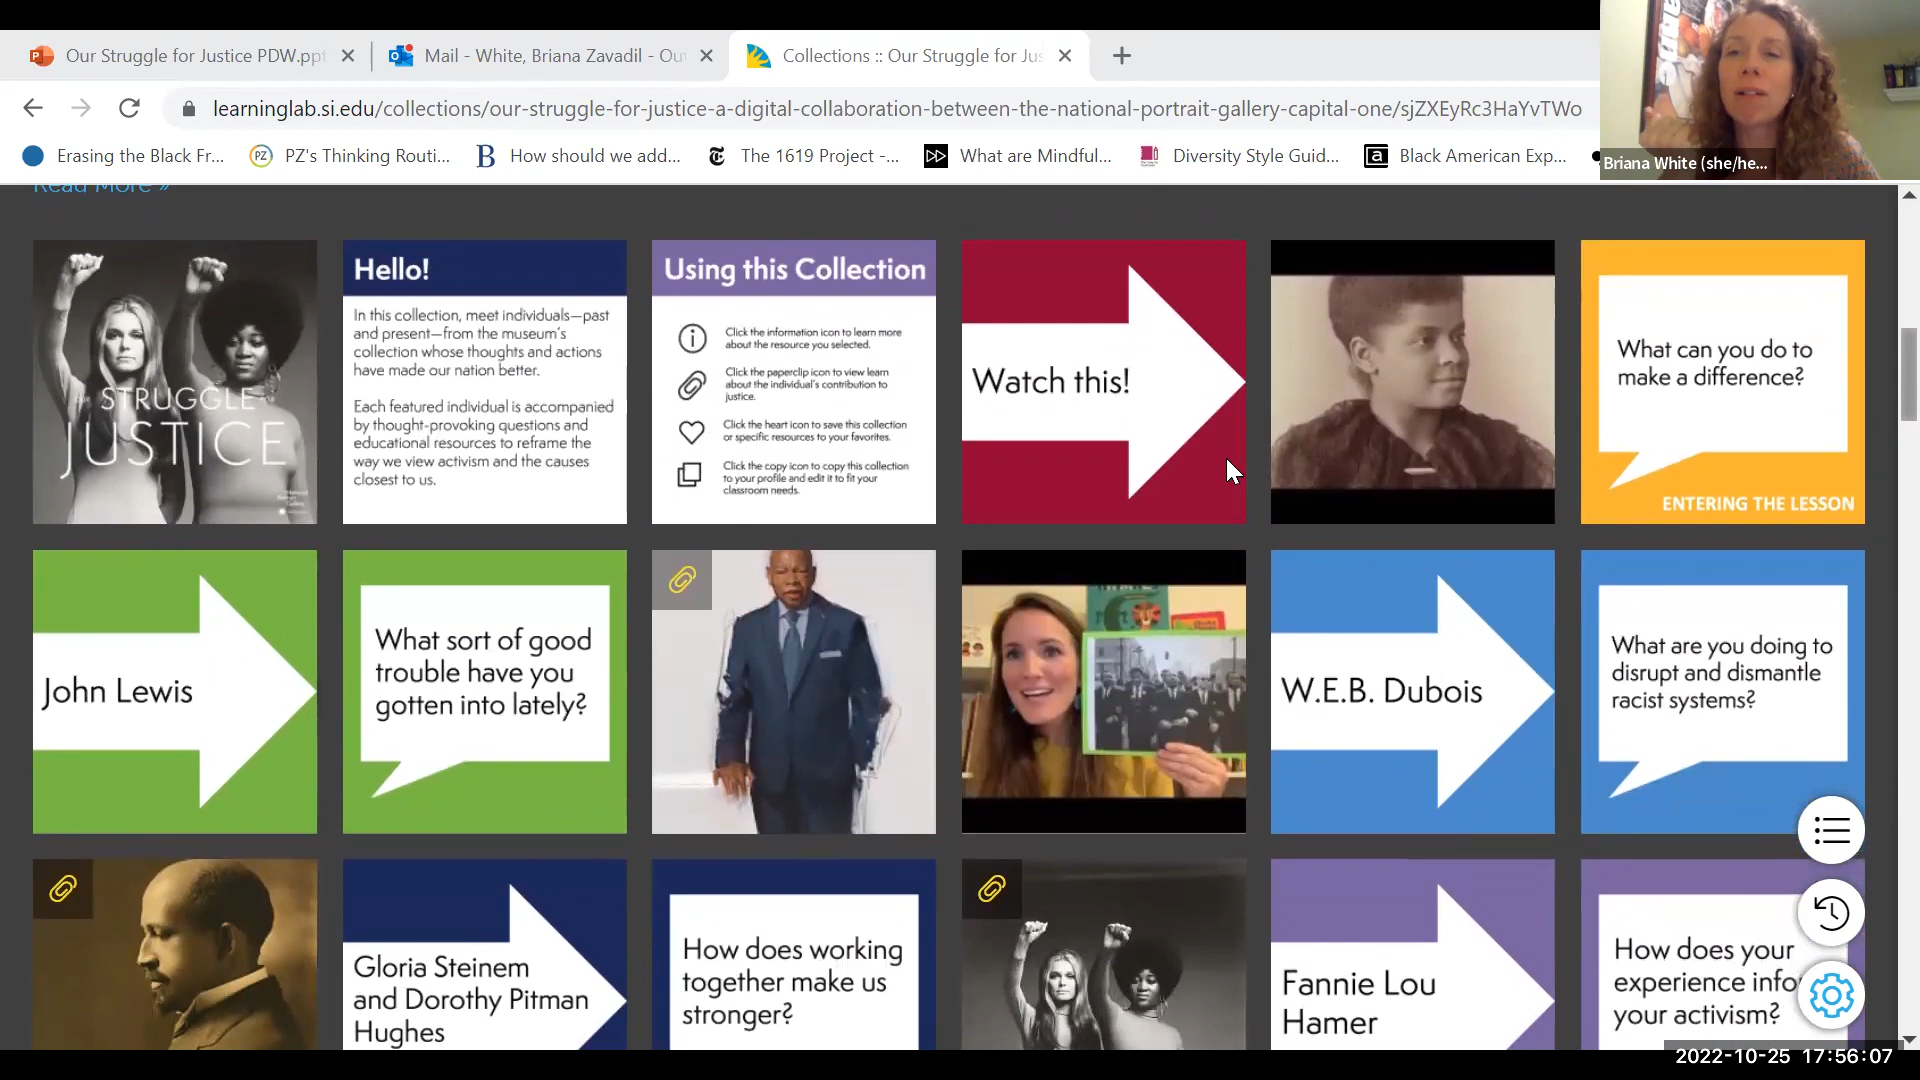 Our Struggle for Justice PDW.ppt
Mail - White, Briana Zavadil - Ou
Collections :: Our Struggle for Jus
learninglab.si.edu/collections/our-struggle-for-justice-a-digital-collaboration-between-the-national-portrait-gallery-capital-one/sjZXEyRc3HaYvTWo
Erasing the Black Fr...
PZ
PZ's Thinking Routi...
B
How should we add...
The 1619 Project -...
What are Mindful...
Diversity Style Guid...
a
Black American Exp...
Briana White (she/he...
Read More »
STRUGGLE
JUSTICE
Hello!
In this collection, meet individuals—past
and present—from the museum's
collection whose thoughts and actions
have made our nation better.
Each featured individual is accompanied
by thought-provoking questions and
educational resources to reframe the
way we view activism and the causes
closest to us.
Using this Collection
Click the information icon to learn more
about the resource you selected.
Click the paperclip icon to view learn
about the individual's contribution to
justice.
Click the heart icon to save this collection
or specific resources to your favorites.
Click the copy icon to copy this collection
to your profile and edit it to fit your
classroom needs.
Watch this!
What can you do to
make a difference?
ENTERING THE LESSON
John Lewis
What sort of good
trouble have you
gotten into lately?
W.E.B. Dubois
What are you doing to
disrupt and dismantle
racist systems?
Gloria Steinem
and Dorothy Pitman
Hughes
How does working
together make us
stronger?
Fannie Lou
Hamer
How does your
experience info
your activism?
2022-10-25 17:56:07